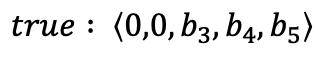 true : ⟨0,0, b₃, b₄, b₅⟩